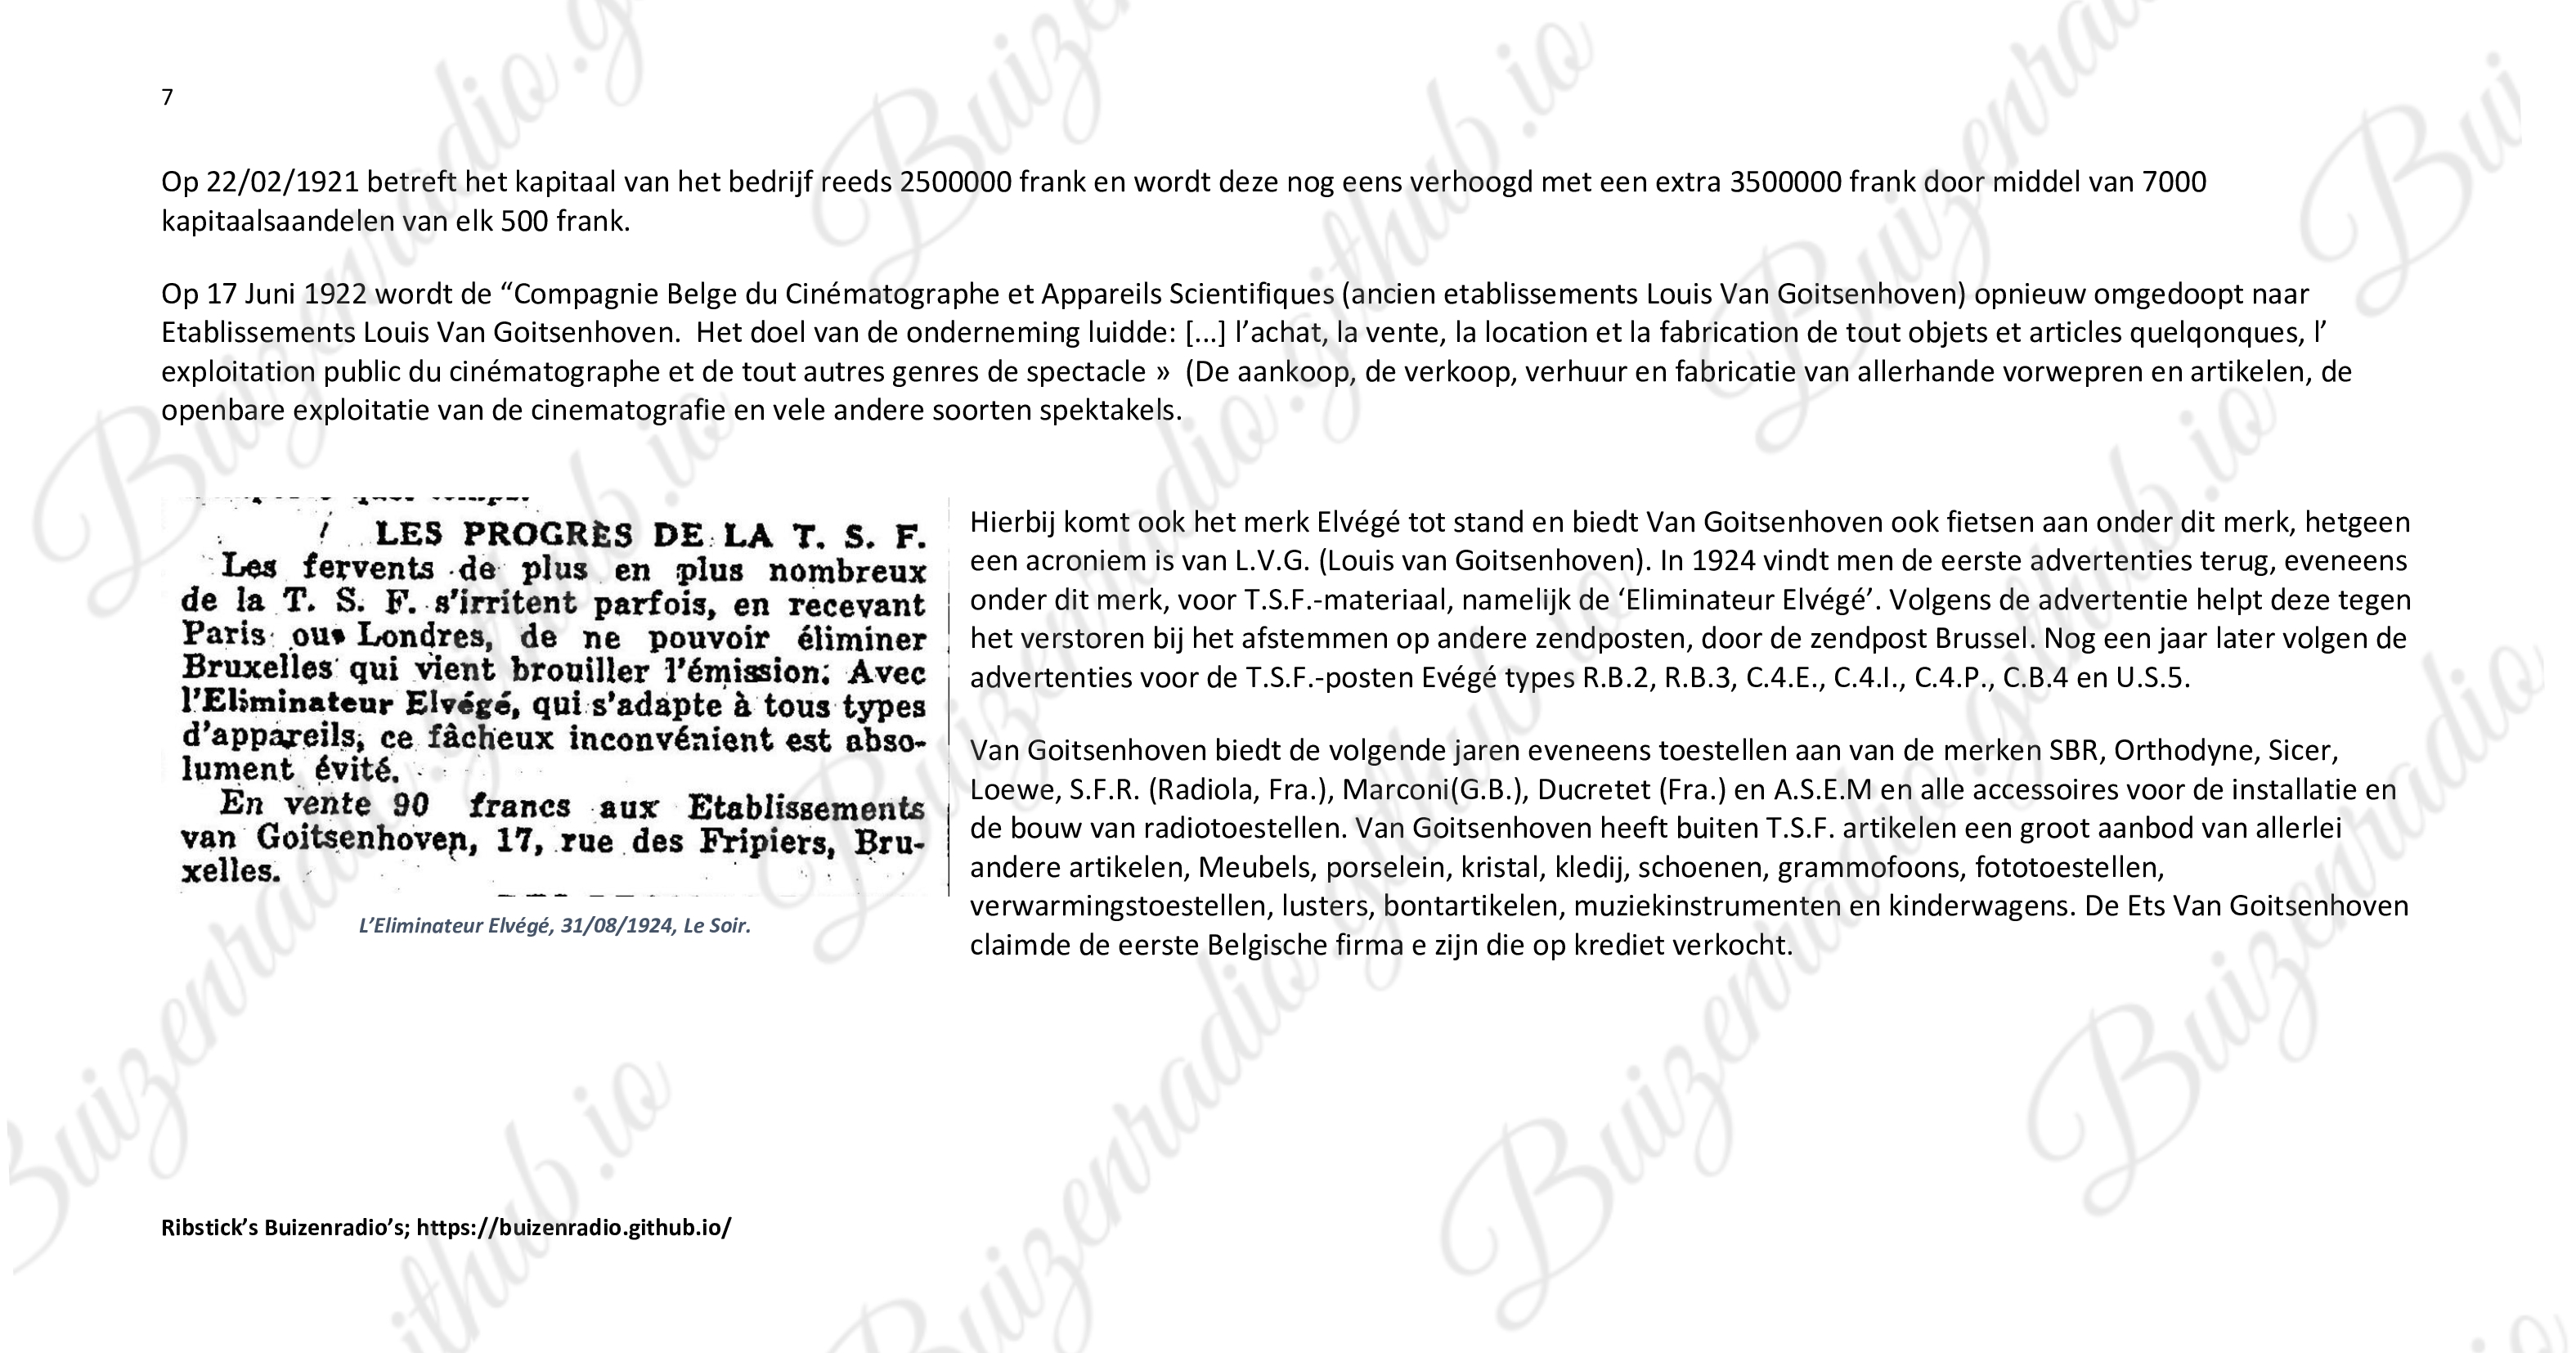 7
Op 22/02/1921 betreft het kapitaal van het bedrijf reeds 2500000 frank en wordt deze nog eens verhoogd met een extra 3500000 frank door middel van 7000
kapitaalsaandelen van elk 500 frank.
Op 17 Juni 1922 wordt de “Compagnie Belge du Cinématographe et Appareils Scientifiques (ancien etablissements Louis Van Goitsenhoven) opnieuw omgedoopt naar
Etablissements Louis Van Goitsenhoven.  Het doel van de onderneming luidde: [...] l’achat, la vente, la location et la fabrication de tout objets et articles quelqonques, l’
exploitation public du cinématographe et de tout autres genres de spectacle »  (De aankoop, de verkoop, verhuur en fabricatie van allerhande vorwepren en artikelen, de
openbare exploitatie van de cinematografie en vele andere soorten spektakels.
LES PROGRÈS DE LA T. S. F.
Les fervents de plus en plus nombreux
de la T. S. F. s'irritent parfois, en recevant
Paris ou Londres, de ne pouvoir éliminer
Bruxelles qui vient brouiller l'émission: Avec
l'Eliminateur Elvégé, qui s'adapte à tous types
d'appareils, ce fâcheux inconvénient est abso-
lument évité.
En vente 90 francs aux Etablissements
van Goitsenhoven, 17, rue des Fripiers, Bru-
xelles.
L’Eliminateur Elvégé, 31/08/1924, Le Soir.
Hierbij komt ook het merk Elvégé tot stand en biedt Van Goitsenhoven ook fietsen aan onder dit merk, hetgeen
een acroniem is van L.V.G. (Louis van Goitsenhoven). In 1924 vindt men de eerste advertenties terug, eveneens
onder dit merk, voor T.S.F.-materiaal, namelijk de ‘Eliminateur Elvégé’. Volgens de advertentie helpt deze tegen
het verstoren bij het afstemmen op andere zendposten, door de zendpost Brussel. Nog een jaar later volgen de
advertenties voor de T.S.F.-posten Evégé types R.B.2, R.B.3, C.4.E., C.4.I., C.4.P., C.B.4 en U.S.5.
Van Goitsenhoven biedt de volgende jaren eveneens toestellen aan van de merken SBR, Orthodyne, Sicer,
Loewe, S.F.R. (Radiola, Fra.), Marconi(G.B.), Ducretet (Fra.) en A.S.E.M en alle accessoires voor de installatie en
de bouw van radiotoestellen. Van Goitsenhoven heeft buiten T.S.F. artikelen een groot aanbod van allerlei
andere artikelen, Meubels, porselein, kristal, kledij, schoenen, grammofoons, fototoestellen,
verwarmingstoestellen, lusters, bontartikelen, muziekinstrumenten en kinderwagens. De Ets Van Goitsenhoven
claimde de eerste Belgische firma e zijn die op krediet verkocht.
Ribstick’s Buizenradio’s; https://buizenradio.github.io/